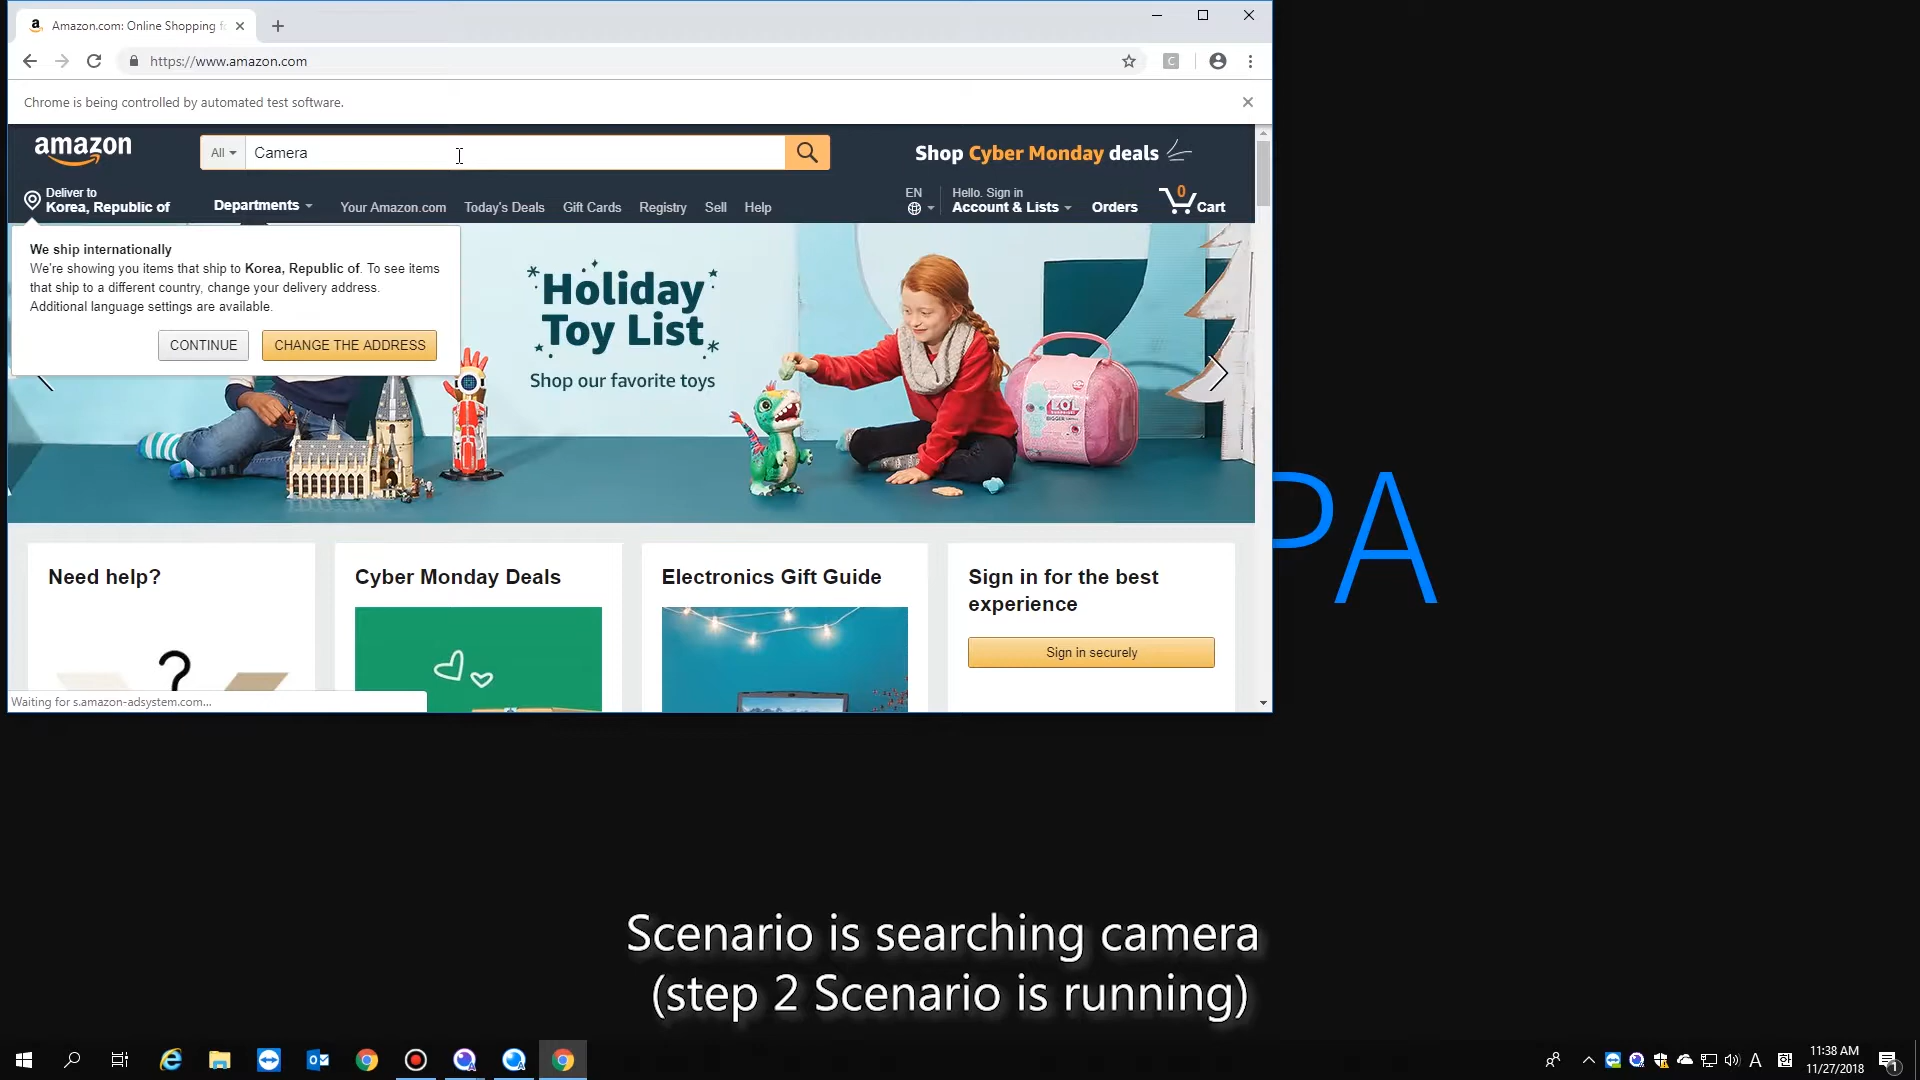 Amazon.com: Online Shopping f
https://www.amazon.com
C
Chrome is being controlled by automated test software.
amazon
All
Camera
Shop Cyber Monday deals
Deliver to
Korea, Republic of
Departments
Your Amazon.com
Today's Deals
Gift Cards
Registry
Sell
Help
EN
Hello. Sign in
Account & Lists
Orders
0
Cart
We ship internationally
We're showing you items that ship to Korea, Republic of. To see items
that ship to a different country, change your delivery address.
Additional language settings are available.
CONTINUE
CHANGE THE ADDRESS
Holiday
Toy List
Shop our favorite toys
LOL
SURPRISE
BIGGER
PA
Need help?
?
Cyber Monday Deals
Electronics Gift Guide
Sign in for the best
experience
Sign in securely
Waiting for s.amazon-adsystem.com...
Scenario is searching camera
(step 2 Scenario is running)
A
한
11:38 AM
11/27/2018
1